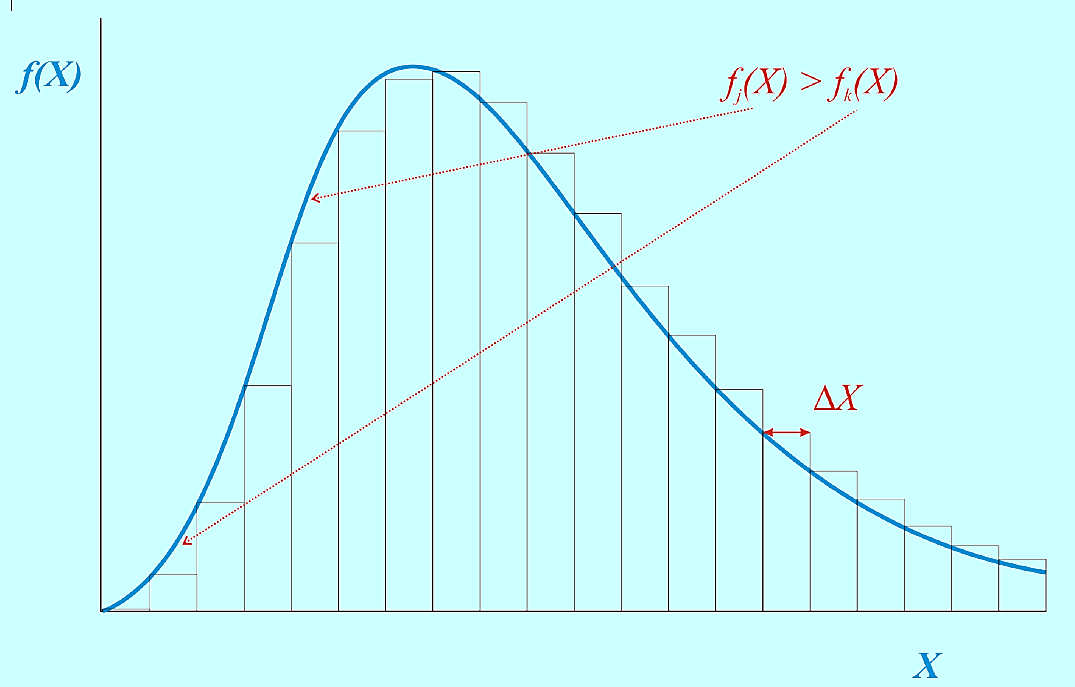 f(X)
fj(X) > fk(X)
ΔX
X